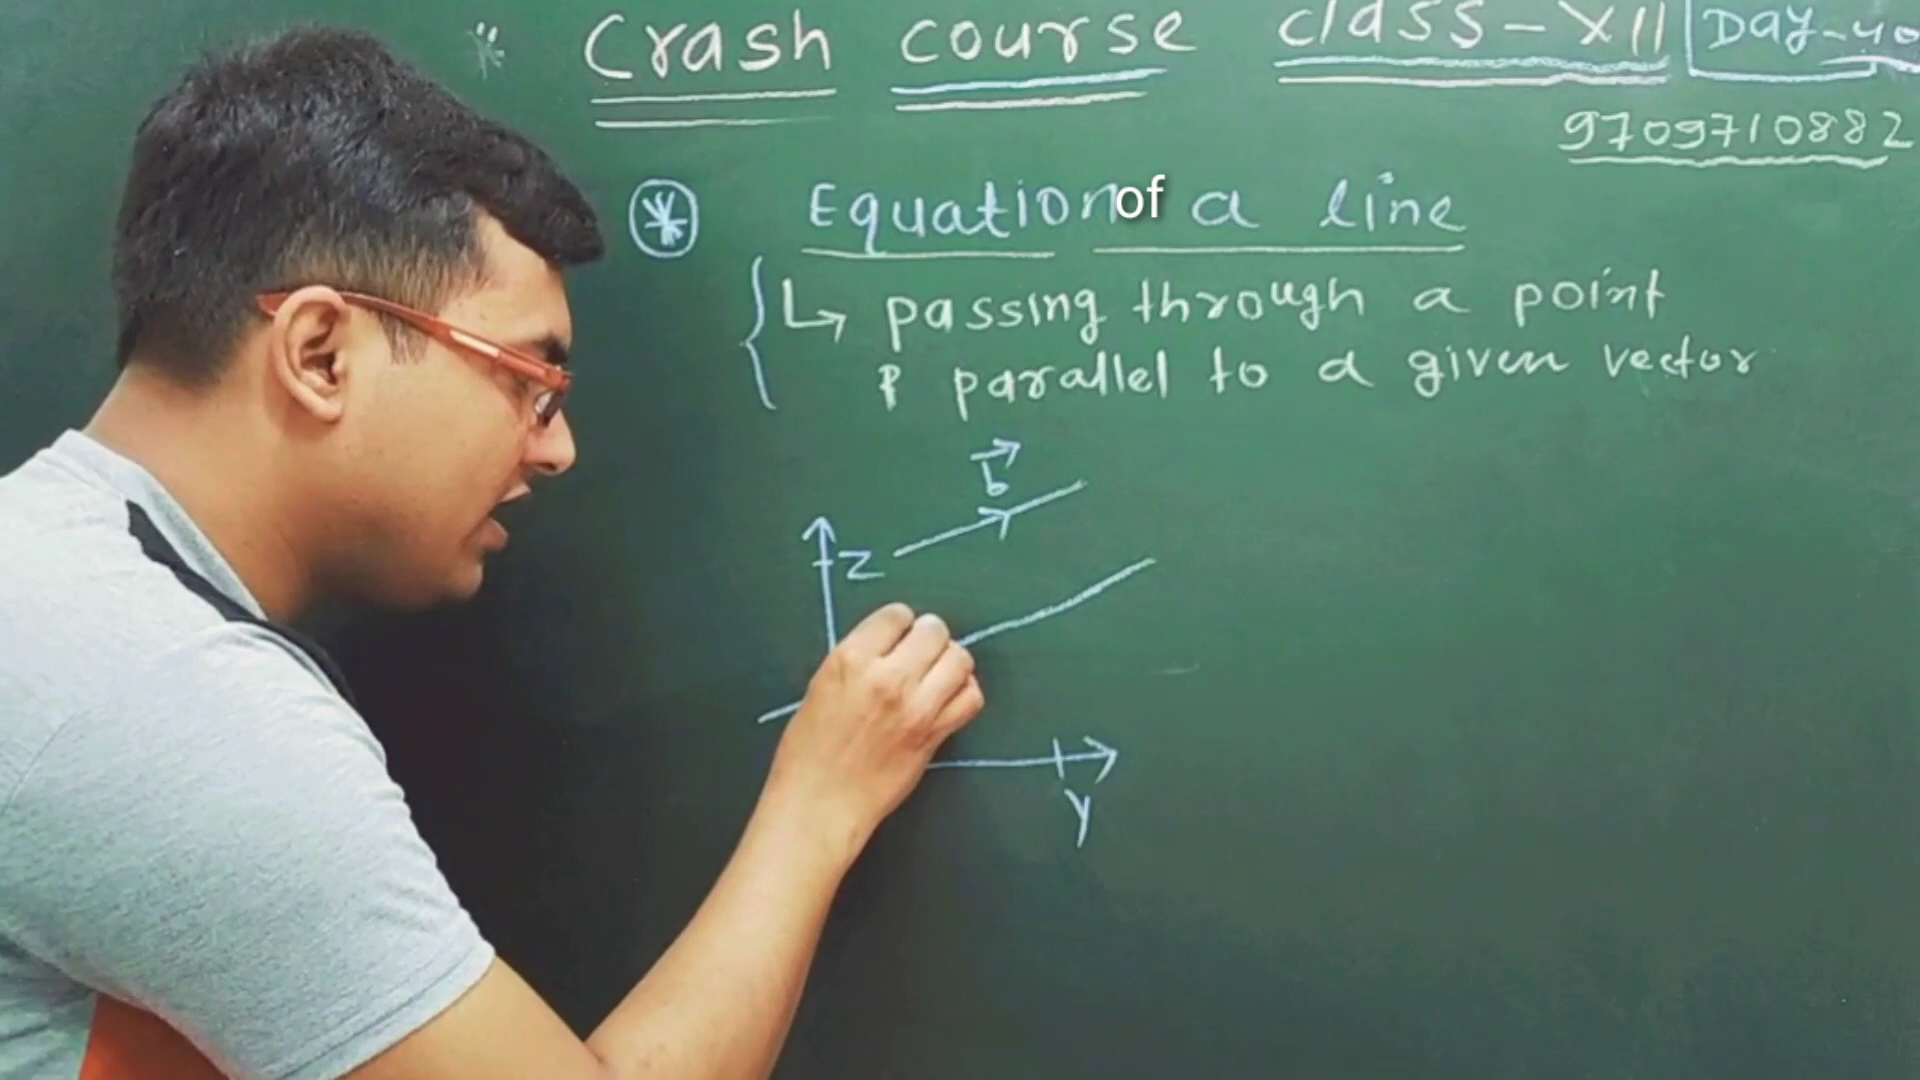 * Crash course class-XII Day-40
9709710882
* Equation of a line
↳ passing through a point
& parallel to a given vector
b
z
y